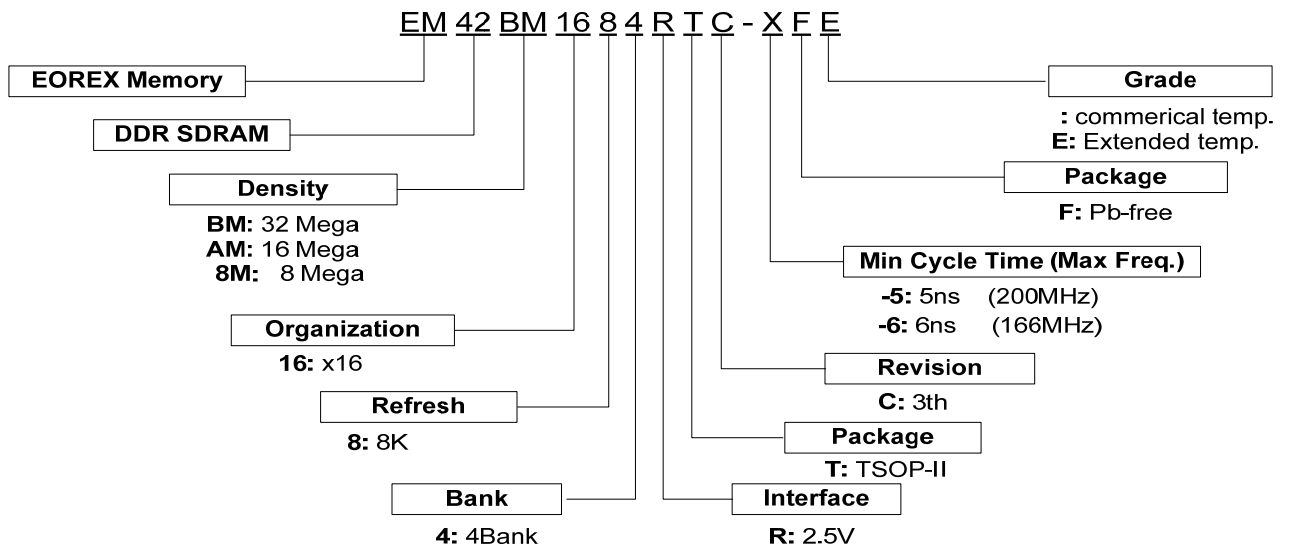 EM 42 BM 16 8 4 R T C - X F E
EOREX Memory
DDR SDRAM
Density
BM: 32 Mega
AM: 16 Mega
8M: 8 Mega
Organization
16: x16
Refresh
8: 8K
Bank
4: 4Bank
Grade
: commerical temp.
E: Extended temp.
Package
F: Pb-free
Min Cycle Time (Max Freq.)
-5: 5ns (200MHz)
-6: 6ns (166MHz)
Revision
C: 3th
Package
T: TSOP-II
Interface
R: 2.5V